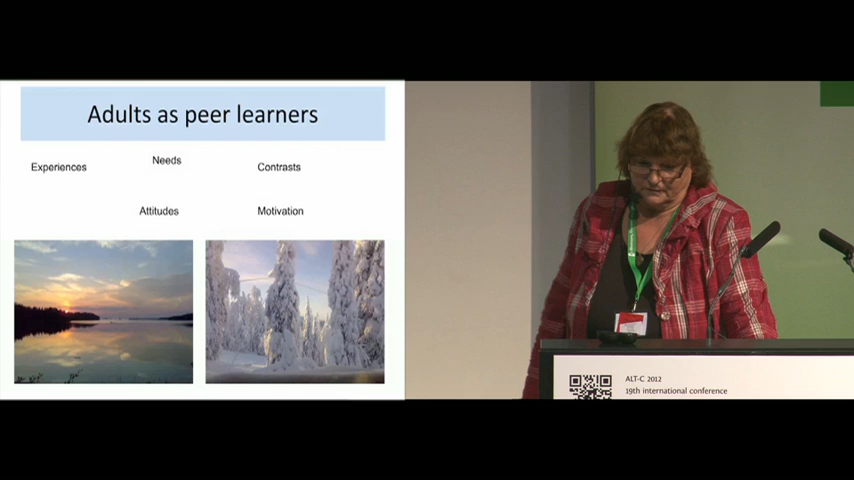 Adults as peer learners
Experiences
Needs
Contrasts
Attitudes
Motivation
ALT-C 2012
19th international conference